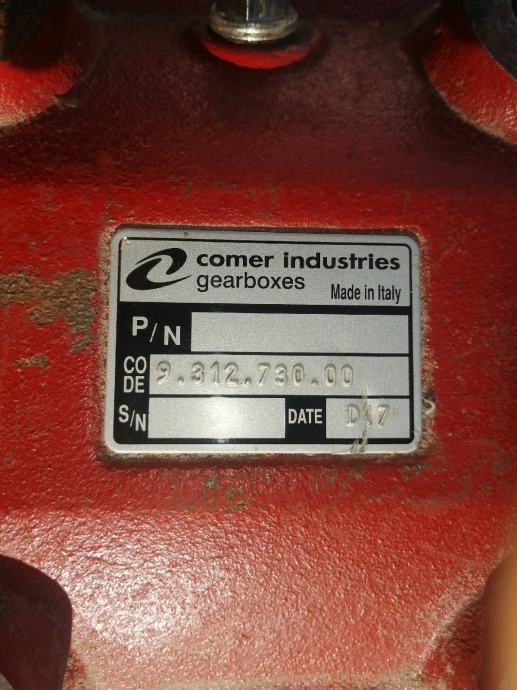 comer industries
gearboxes
Made in Italy
P/N
CODE 9.312.730.00
S/N DATE D17